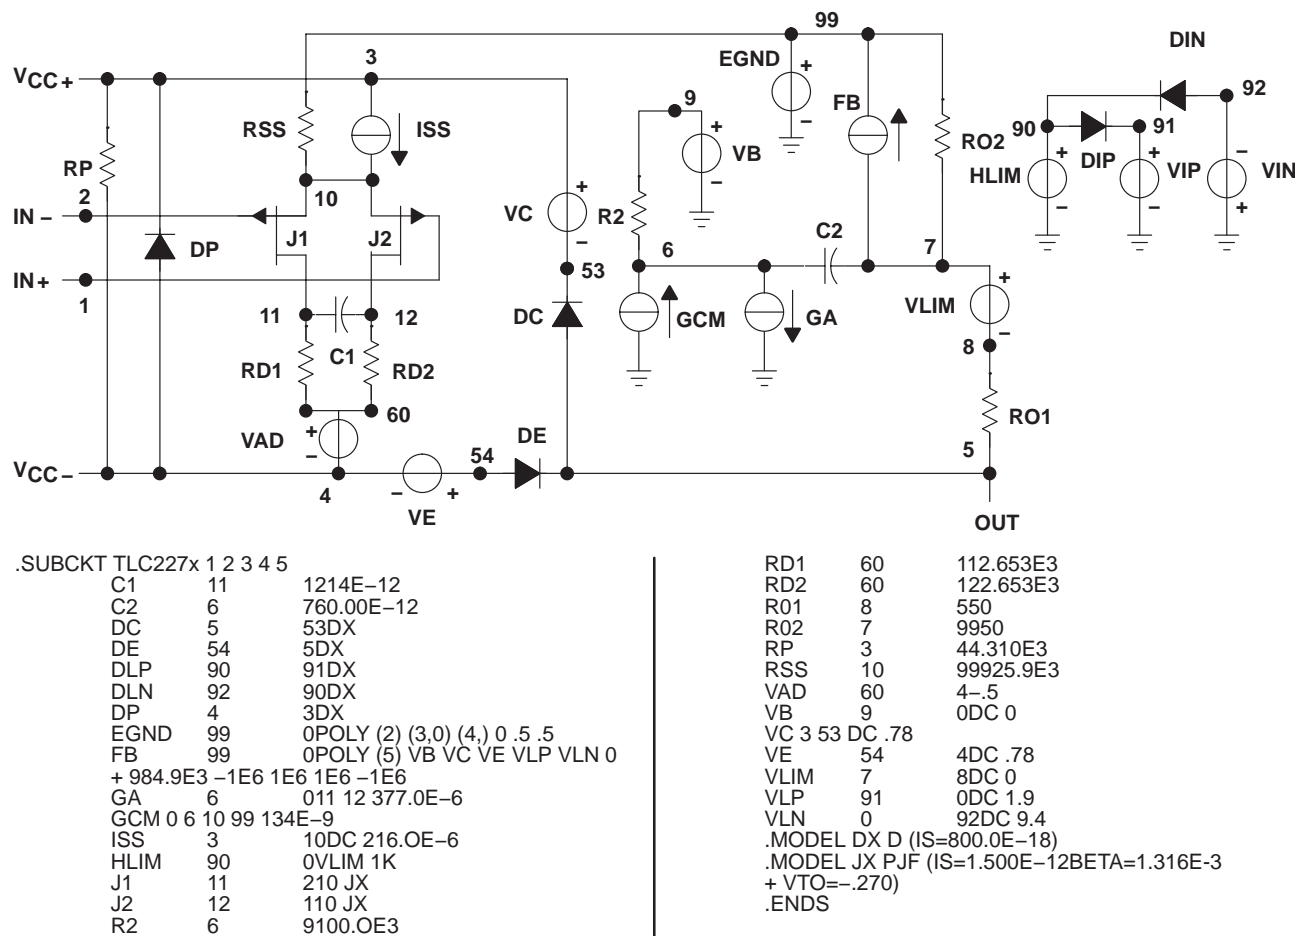 99
DIN
3
VCC+
EGND
+
−
FB
92
9
RSS
ISS
+
−
VB
RO2
90
91
DIP
RP
10
HLIM
+
−
VIP
+
−
VIN
−
+
2
IN −
J1
J2
VC
+
−
R2
C2
DP
6
7
IN+
1
53
GCM
GA
VLIM
+
−
11
12
DC
C1
8
RD1
RD2
60
RO1
VAD
+
−
DE
54
5
VCC−
4
−
+
VE
OUT
.SUBCKT TLC227x 1 2 3 4 5
C1 11 1214E−12
C2 6 760.00E−12
DC 5 53DX
DE 54 5DX
DLP 90 91DX
DLN 92 90DX
DP 4 3DX
EGND 99 0POLY (2) (3,0) (4,) 0 .5 .5
FB 99 0POLY (5) VB VC VE VLP VLN 0
+ 984.9E3 −1E6 1E6 1E6 −1E6
GA 6 011 12 377.0E−6
GCM 0 6 10 99 134E−9
ISS 3 10DC 216.OE−6
HLIM 90 0VLIM 1K
J1 11 210 JX
J2 12 110 JX
R2 6 9100.OE3
RD1 60 112.653E3
RD2 60 122.653E3
R01 8 550
R02 7 9950
RP 3 44.310E3
RSS 10 99925.9E3
VAD 60 4−.5
VB 9 0DC 0
VC 3 53 DC .78
VE 54 4DC .78
VLIM 7 8DC 0
VLP 91 0DC 1.9
VLN 0 92DC 9.4
.MODEL DX D (IS=800.0E−18)
.MODEL JX PJF (IS=1.500E−12BETA=1.316E-3
+ VTO=−.270)
.ENDS